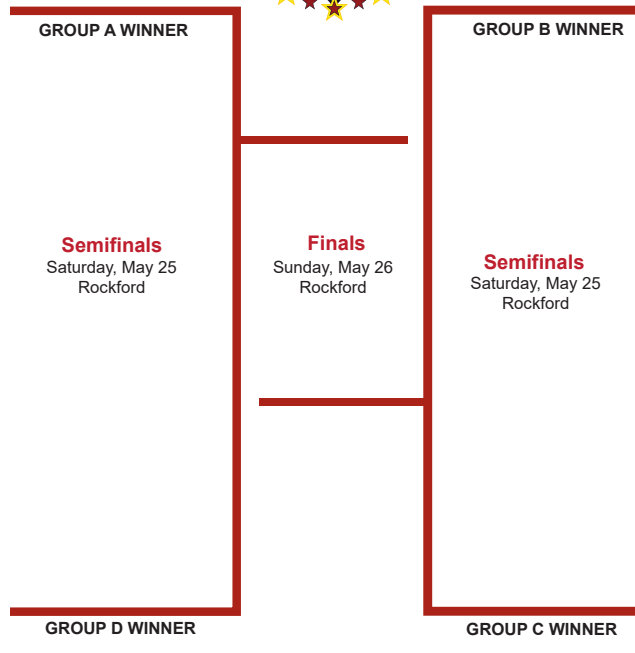 GROUP A WINNER
GROUP B WINNER
Semifinals
Saturday, May 25
Rockford
Finals
Sunday, May 26
Rockford
Semifinals
Saturday, May 25
Rockford
GROUP D WINNER
GROUP C WINNER